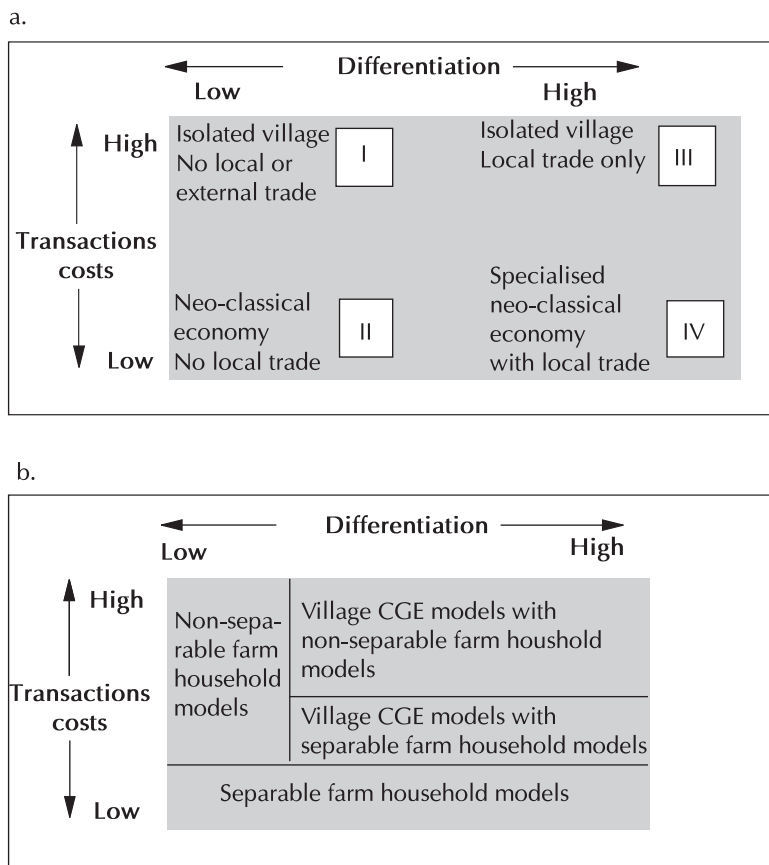 a.
Differentiation
Low
High
High
Transactions
costs
Low
Isolated village
No local or
external trade
I
Isolated village
Local trade only
III
Neo-classical
economy
No local trade
II
Specialised
neo-classical
economy
with local trade
IV
b.
Differentiation
Low
High
High
Transactions
costs
Low
Non-sepa-
rable farm
household
models
Village CGE models with
non-separable farm houshold
models
Village CGE models with
separable farm household models
Separable farm household models